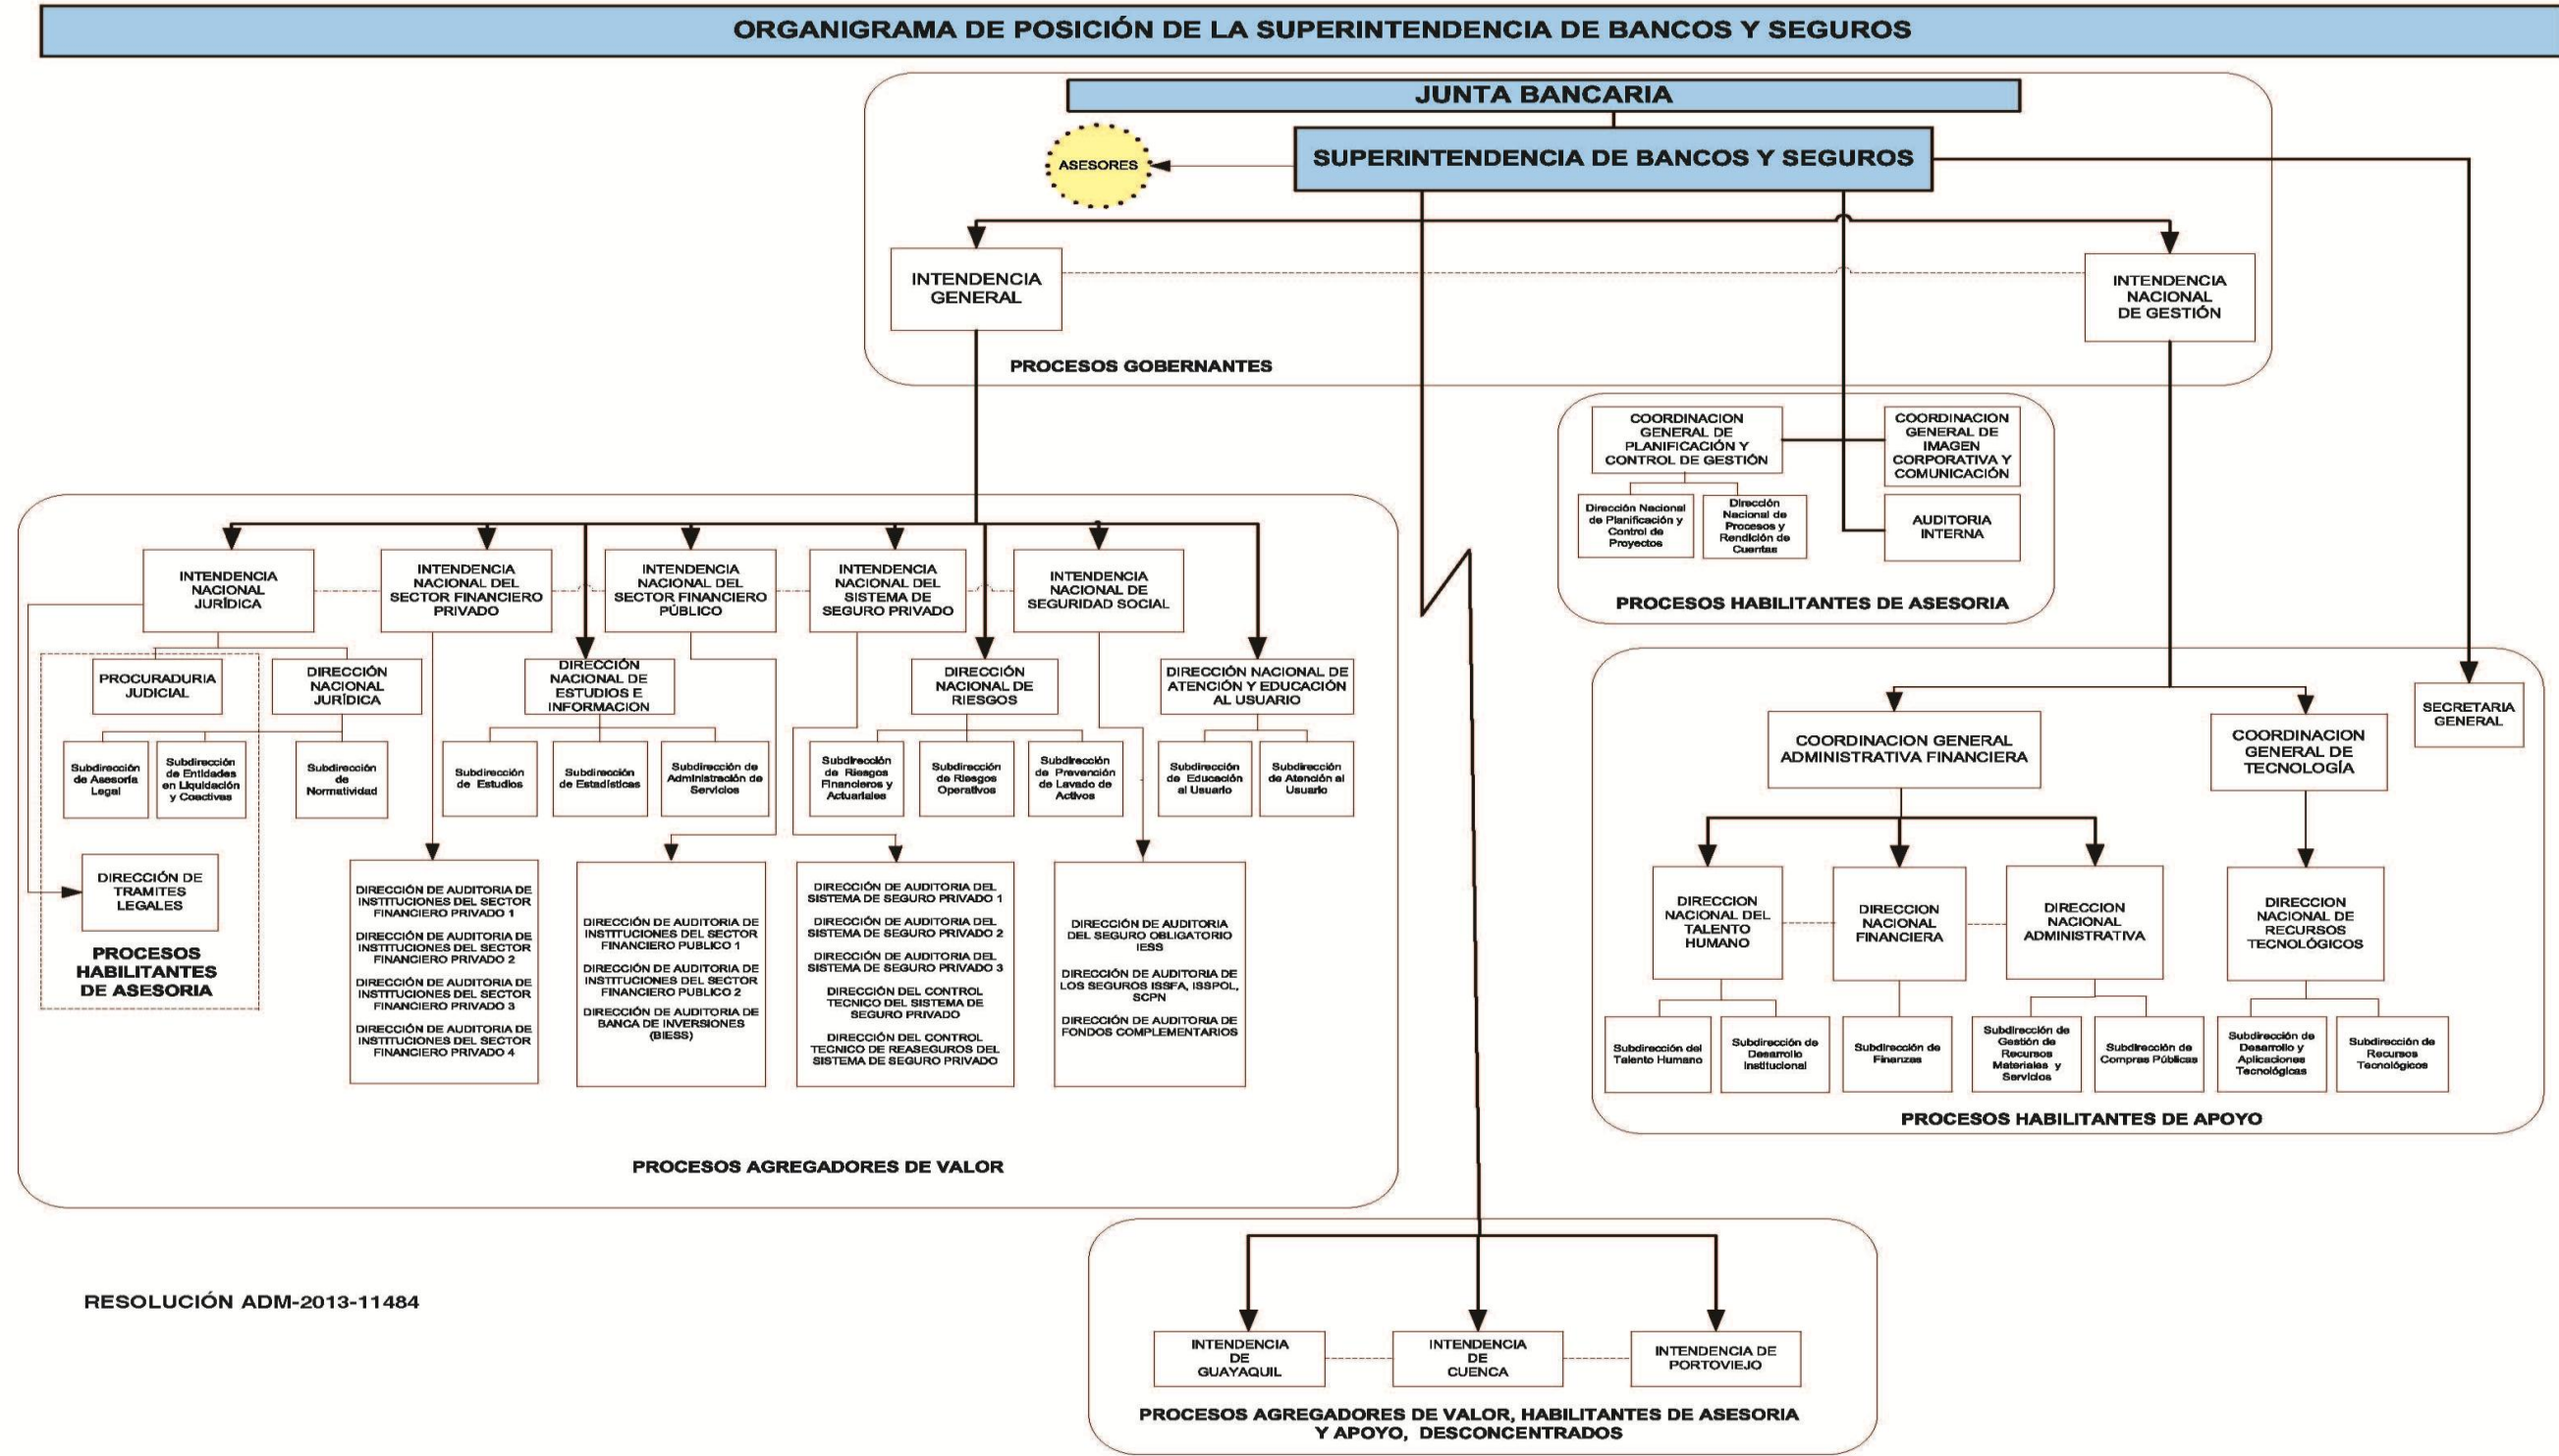 ORGANIGRAMA DE POSICIÓN DE LA SUPERINTENDENCIA DE BANCOS Y SEGUROS
JUNTA BANCARIA
SUPERINTENDENCIA DE BANCOS Y SEGUROS
ASESORES
INTENDENCIA
GENERAL
INTENDENCIA
NACIONAL
DE GESTIÓN
PROCESOS GOBERNANTES
COORDINACION
GENERAL DE
PLANIFICACIÓN Y
CONTROL DE GESTIÓN
COORDINACION
GENERAL DE
IMAGEN
CORPORATIVA Y
COMUNICACIÓN
Dirección Nacional
de Planificación y
Control de
Proyectos
Dirección
Nacional de
Procesos y
Rendición de
Cuentas
AUDITORIA
INTERNA
PROCESOS HABILITANTES DE ASESORIA
INTENDENCIA
NACIONAL
JURÍDICA
INTENDENCIA
NACIONAL DEL
SECTOR FINANCIERO
PRIVADO
INTENDENCIA
NACIONAL DEL
SECTOR FINANCIERO
PÚBLICO
INTENDENCIA
NACIONAL DEL
SISTEMA DE
SEGURO PRIVADO
INTENDENCIA
NACIONAL DE
SEGURIDAD SOCIAL
PROCURADURIA
JUDICIAL
DIRECCIÓN
NACIONAL
JURÍDICA
DIRECCIÓN
NACIONAL DE
ESTUDIOS E
INFORMACION
DIRECCIÓN
NACIONAL DE
RIESGOS
DIRECCIÓN NACIONAL DE
ATENCIÓN Y EDUCACIÓN
AL USUARIO
Subdirección
de Asesoría
Legal
Subdirección
de Entidades
en Liquidación
y Coactivas
Subdirección
de
Normatividad
Subdirección
de Estudios
Subdirección
de Estadísticas
Subdirección de
Administración de
Servicios
Subdirección
de Riesgos
Financieros y
Actuariales
Subdirección
de Riesgos
Operativos
Subdirección
de Prevención
de Lavado de
Activos
Subdirección
de Educación
al Usuario
Subdirección
de Atención al
Usuario
DIRECCIÓN DE
TRAMITES
LEGALES
PROCESOS
HABILITANTES
DE ASESORIA
DIRECCIÓN DE AUDITORIA DE
INSTITUCIONES DEL SECTOR
FINANCIERO PRIVADO 1
DIRECCIÓN DE AUDITORIA DE
INSTITUCIONES DEL SECTOR
FINANCIERO PRIVADO 2
DIRECCIÓN DE AUDITORIA DE
INSTITUCIONES DEL SECTOR
FINANCIERO PRIVADO 3
DIRECCIÓN DE AUDITORIA DE
INSTITUCIONES DEL SECTOR
FINANCIERO PRIVADO 4
DIRECCIÓN DE AUDITORIA DE
INSTITUCIONES DEL SECTOR
FINANCIERO PUBLICO 1
DIRECCIÓN DE AUDITORIA DE
INSTITUCIONES DEL SECTOR
FINANCIERO PUBLICO 2
DIRECCIÓN DE AUDITORIA DE
BANCA DE INVERSIONES
(BIESS)
DIRECCIÓN DE AUDITORIA DEL
SISTEMA DE SEGURO PRIVADO 1
DIRECCIÓN DE AUDITORIA DEL
SISTEMA DE SEGURO PRIVADO 2
DIRECCIÓN DE AUDITORIA DEL
SISTEMA DE SEGURO PRIVADO 3
DIRECCIÓN DEL CONTROL
TECNICO DEL SISTEMA DE
SEGURO PRIVADO
DIRECCIÓN DEL CONTROL
TECNICO DE REASEGUROS DEL
SISTEMA DE SEGURO PRIVADO
DIRECCIÓN DE AUDITORIA
DEL SEGURO OBLIGATORIO
IESS
DIRECCIÓN DE AUDITORIA DE
LOS SEGUROS ISSFA, ISSPOL,
SCPN
DIRECCIÓN DE AUDITORIA DE
FONDOS COMPLEMENTARIOS
PROCESOS AGREGADORES DE VALOR
SECRETARIA
GENERAL
COORDINACION GENERAL
ADMINISTRATIVA FINANCIERA
COORDINACION
GENERAL DE
TECNOLOGÍA
DIRECCION
NACIONAL DEL
TALENTO
HUMANO
DIRECCION
NACIONAL
FINANCIERA
DIRECCION
NACIONAL
ADMINISTRATIVA
DIRECCION
NACIONAL DE
RECURSOS
TECNOLÓGICOS
Subdirección del
Talento Humano
Subdirección de
Desarrollo
Institucional
Subdirección de
Finanzas
Subdirección de
Gestión de
Recursos
Materiales y
Servicios
Subdirección de
Compras Públicas
Subdirección de
Desarrollo y
Aplicaciones
Tecnológicas
Subdirección de
Recursos
Tecnológicos
PROCESOS HABILITANTES DE APOYO
RESOLUCIÓN ADM-2013-11484
INTENDENCIA
DE
GUAYAQUIL
INTENDENCIA
DE
CUENCA
INTENDENCIA DE
PORTOVIEJO
PROCESOS AGREGADORES DE VALOR, HABILITANTES DE ASESORIA
Y APOYO, DESCONCENTRADOS